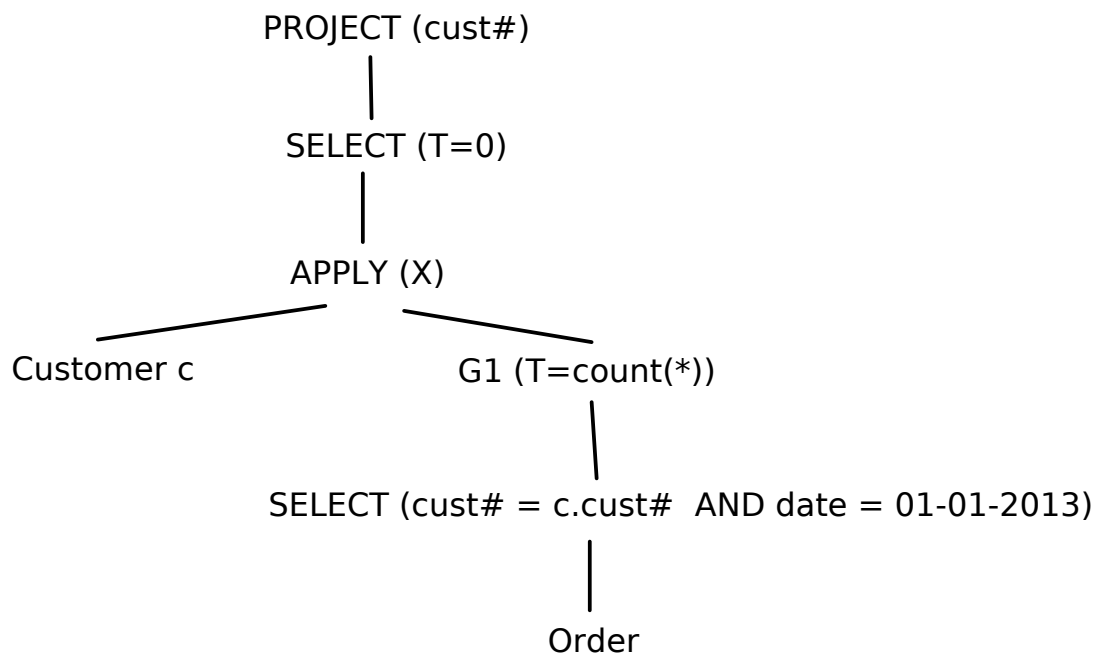 PROJECT (cust#)
SELECT (T=0)
APPLY (X)
Customer c
G1 (T=count(*))
SELECT (cust# = c.cust#  AND date = 01-01-2013)
Order